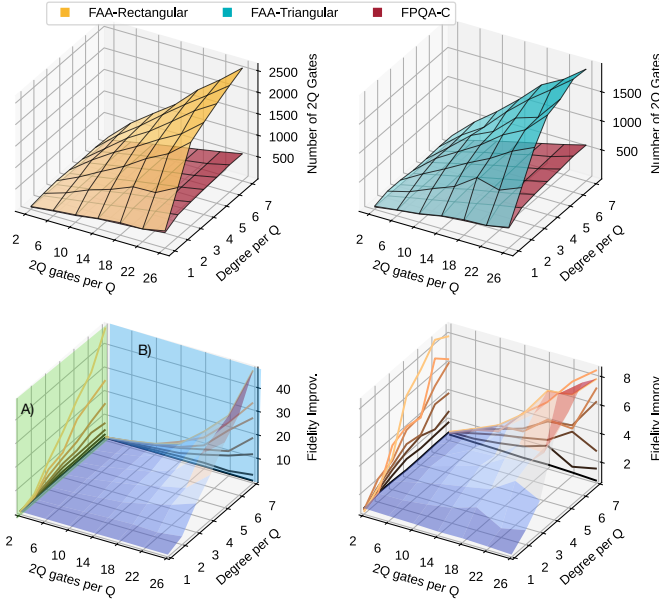 FAA-Rectangular FAA-Triangular FPQA-C
2500
2000
1500
1000
500
Number of 2Q Gates
2 6 10 14 18 22 26
2Q gates per Q
1 2 3 4 5 6 7
Degree per Q
1500
1000
500
Number of 2Q Gates
2 6 10 14 18 22 26
2Q gates per Q
1 2 3 4 5 6 7
Degree per Q
A)
B)
40
30
20
10
Fidelity Improv.
2 6 10 14 18 22 26
2Q gates per Q
1 2 3 4 5 6 7
Degree per Q
8
6
4
2
Fidelity Improv.
2 6 10 14 18 22 26
2Q gates per Q
1 2 3 4 5 6 7
Degree per Q